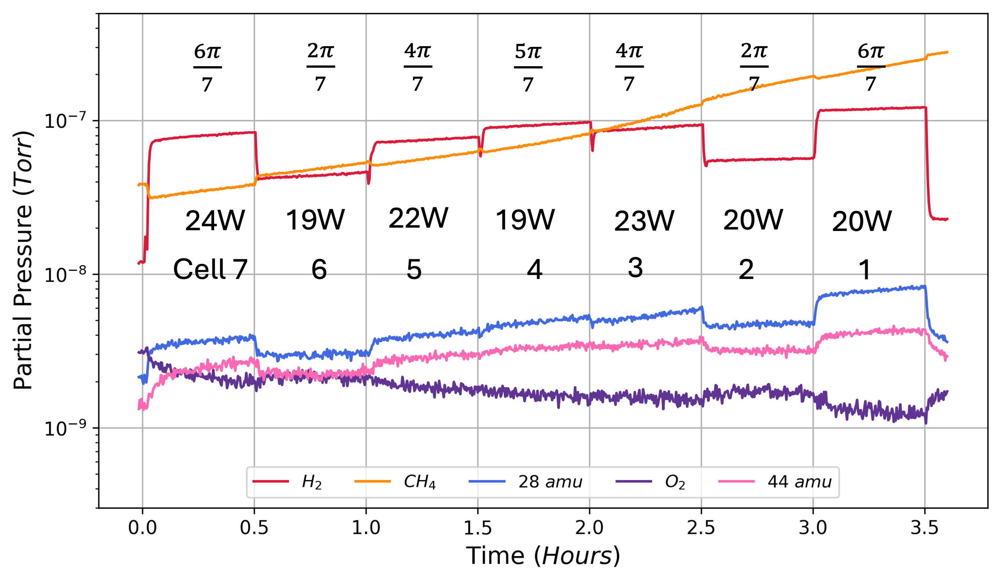 6π/7 2π/7 4π/7 5π/7 4π/7 2π/7 6π/7
10⁻⁷
24W 19W 22W 19W 23W 20W 20W
Cell 7 6 5 4 3 2 1
10⁻⁸
10⁻⁹
Partial Pressure (Torr)
H₂ CH₄ 28 amu O₂ 44 amu
0.0 0.5 1.0 1.5 2.0 2.5 3.0 3.5
Time (Hours)